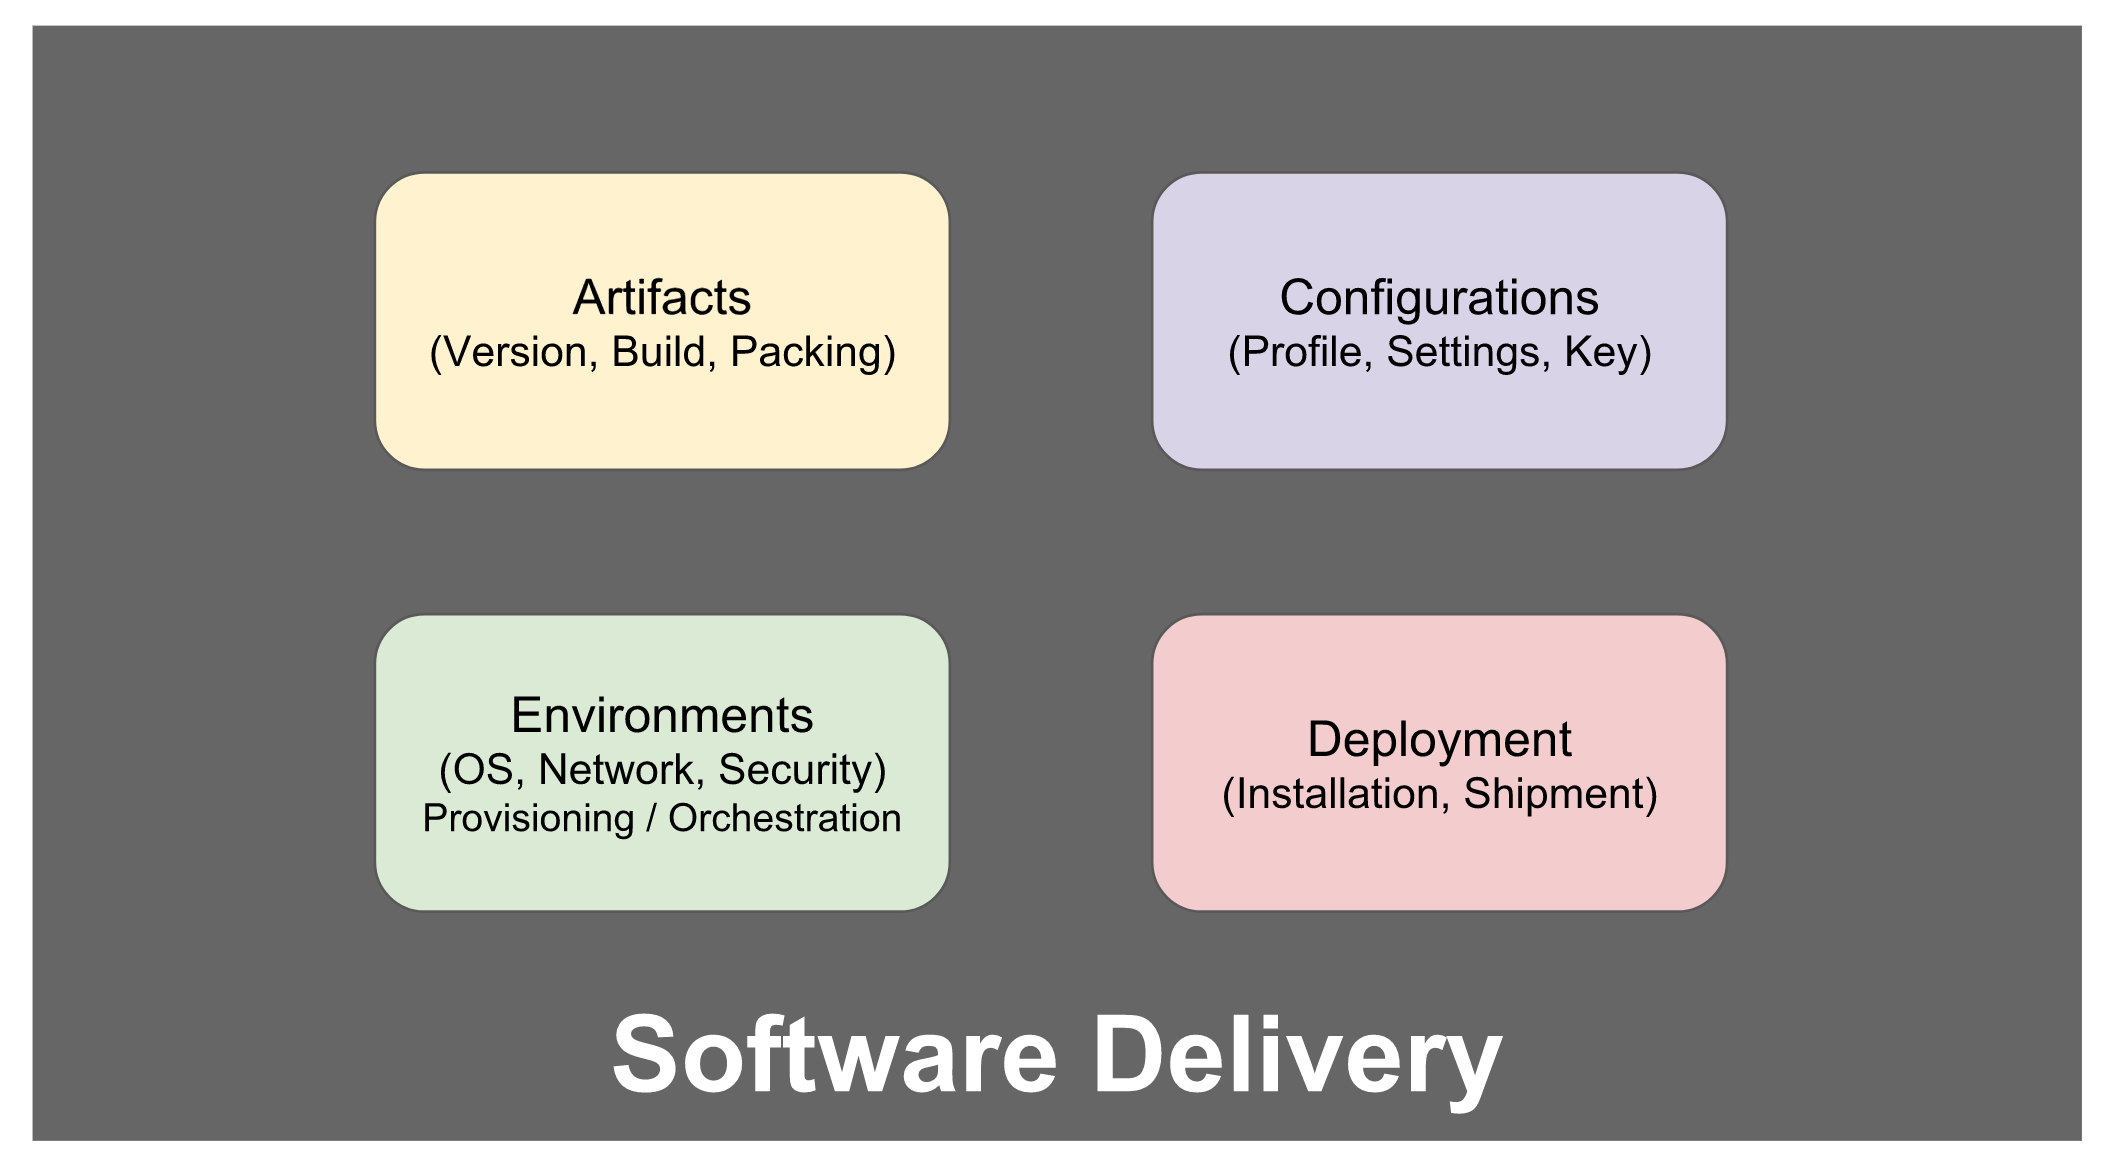 Artifacts
(Version, Build, Packing)
Configurations
(Profile, Settings, Key)
Environments
(OS, Network, Security)
Provisioning / Orchestration
Deployment
(Installation, Shipment)
Software Delivery